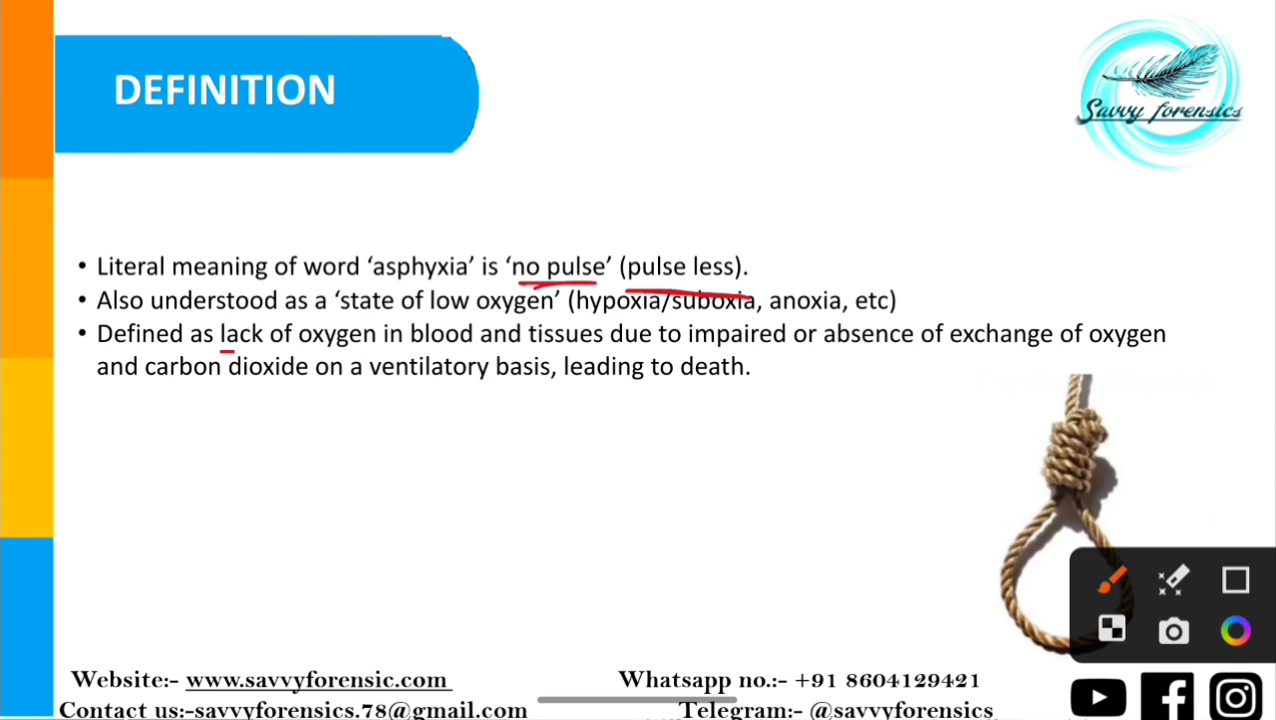 DEFINITION
Savvy forensics
• Literal meaning of word ‘asphyxia’ is ‘no pulse’ (pulse less).
• Also understood as a ‘state of low oxygen’ (hypoxia/suboxia, anoxia, etc)
• Defined as lack of oxygen in blood and tissues due to impaired or absence of exchange of oxygen
and carbon dioxide on a ventilatory basis, leading to death.
Website:- www.savvyforensic.com
Whatsapp no.:- +91 8604129421
Contact us:-savvyforensics.78@gmail.com
Telegram:- @savvyforensics